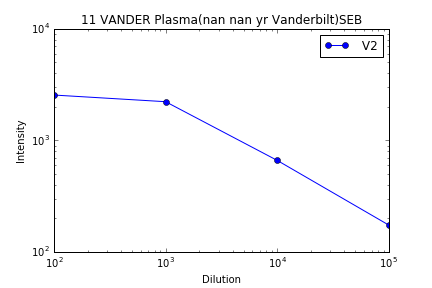 11 VANDER Plasma(nan nan yr Vanderbilt)SEB
V2
Intensity
10^4
10^3
10^2
10^2 10^3 10^4 10^5
Dilution